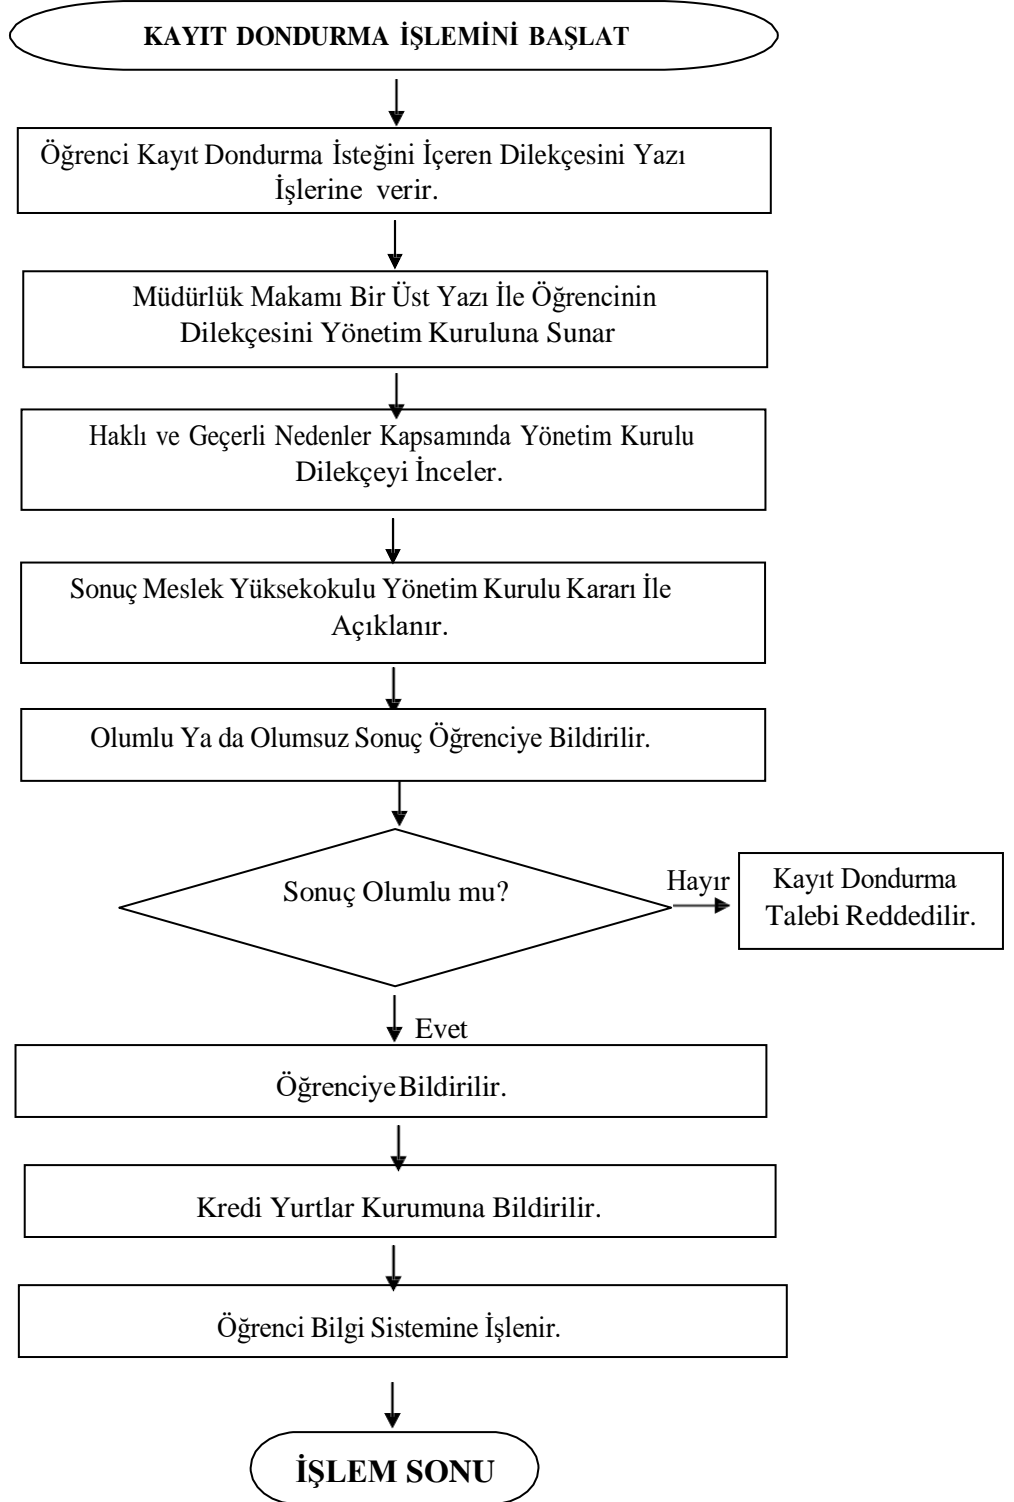 KAYIT DONDURMA İŞLEMİNİ BAŞLAT
Öğrenci Kayıt Dondurma İsteğini İçeren Dilekçesini Yazı
İşlerine verir.
Müdürlük Makamı Bir Üst Yazı İle Öğrencinin
Dilekçesini Yönetim Kuruluna Sunar
Haklı ve Geçerli Nedenler Kapsamında Yönetim Kurulu
Dilekçeyi İnceler.
Sonuç Meslek Yüksekokulu Yönetim Kurulu Kararı İle
Açıklanır.
Olumlu Ya da Olumsuz Sonuç Öğrenciye Bildirilir.
Sonuç Olumlu mu?
Hayır
Kayıt Dondurma
Talebi Reddedilir.
Evet
Öğrenciye Bildirilir.
Kredi Yurtlar Kurumuna Bildirilir.
Öğrenci Bilgi Sistemine İşlenir.
İŞLEM SONU